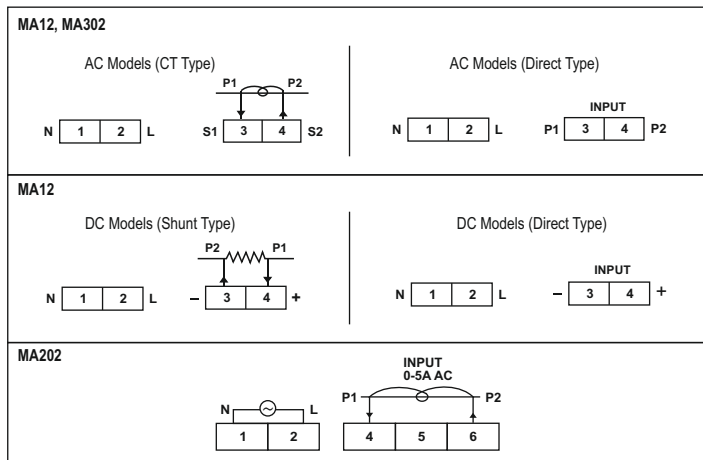 MA12, MA302
AC Models (CT Type)
P1 P2
N 1 2 L
S1 3 4 S2
AC Models (Direct Type)
INPUT
N 1 2 L
P1 3 4 P2
MA12
DC Models (Shunt Type)
P2 P1
N 1 2 L
– 3 4 +
DC Models (Direct Type)
INPUT
N 1 2 L
– 3 4 +
MA202
INPUT
0-5A AC
N L
P1 P2
1 2
4 5 6